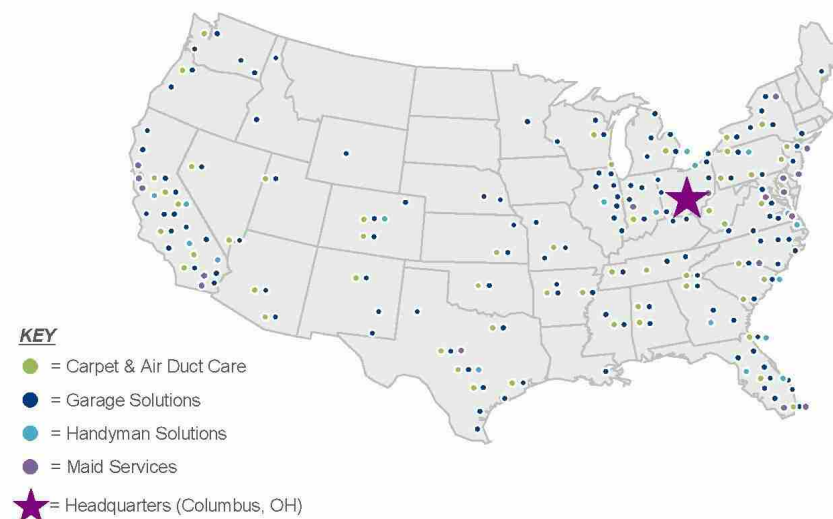 KEY
= Carpet & Air Duct Care
= Garage Solutions
= Handyman Solutions
= Maid Services
= Headquarters (Columbus, OH)